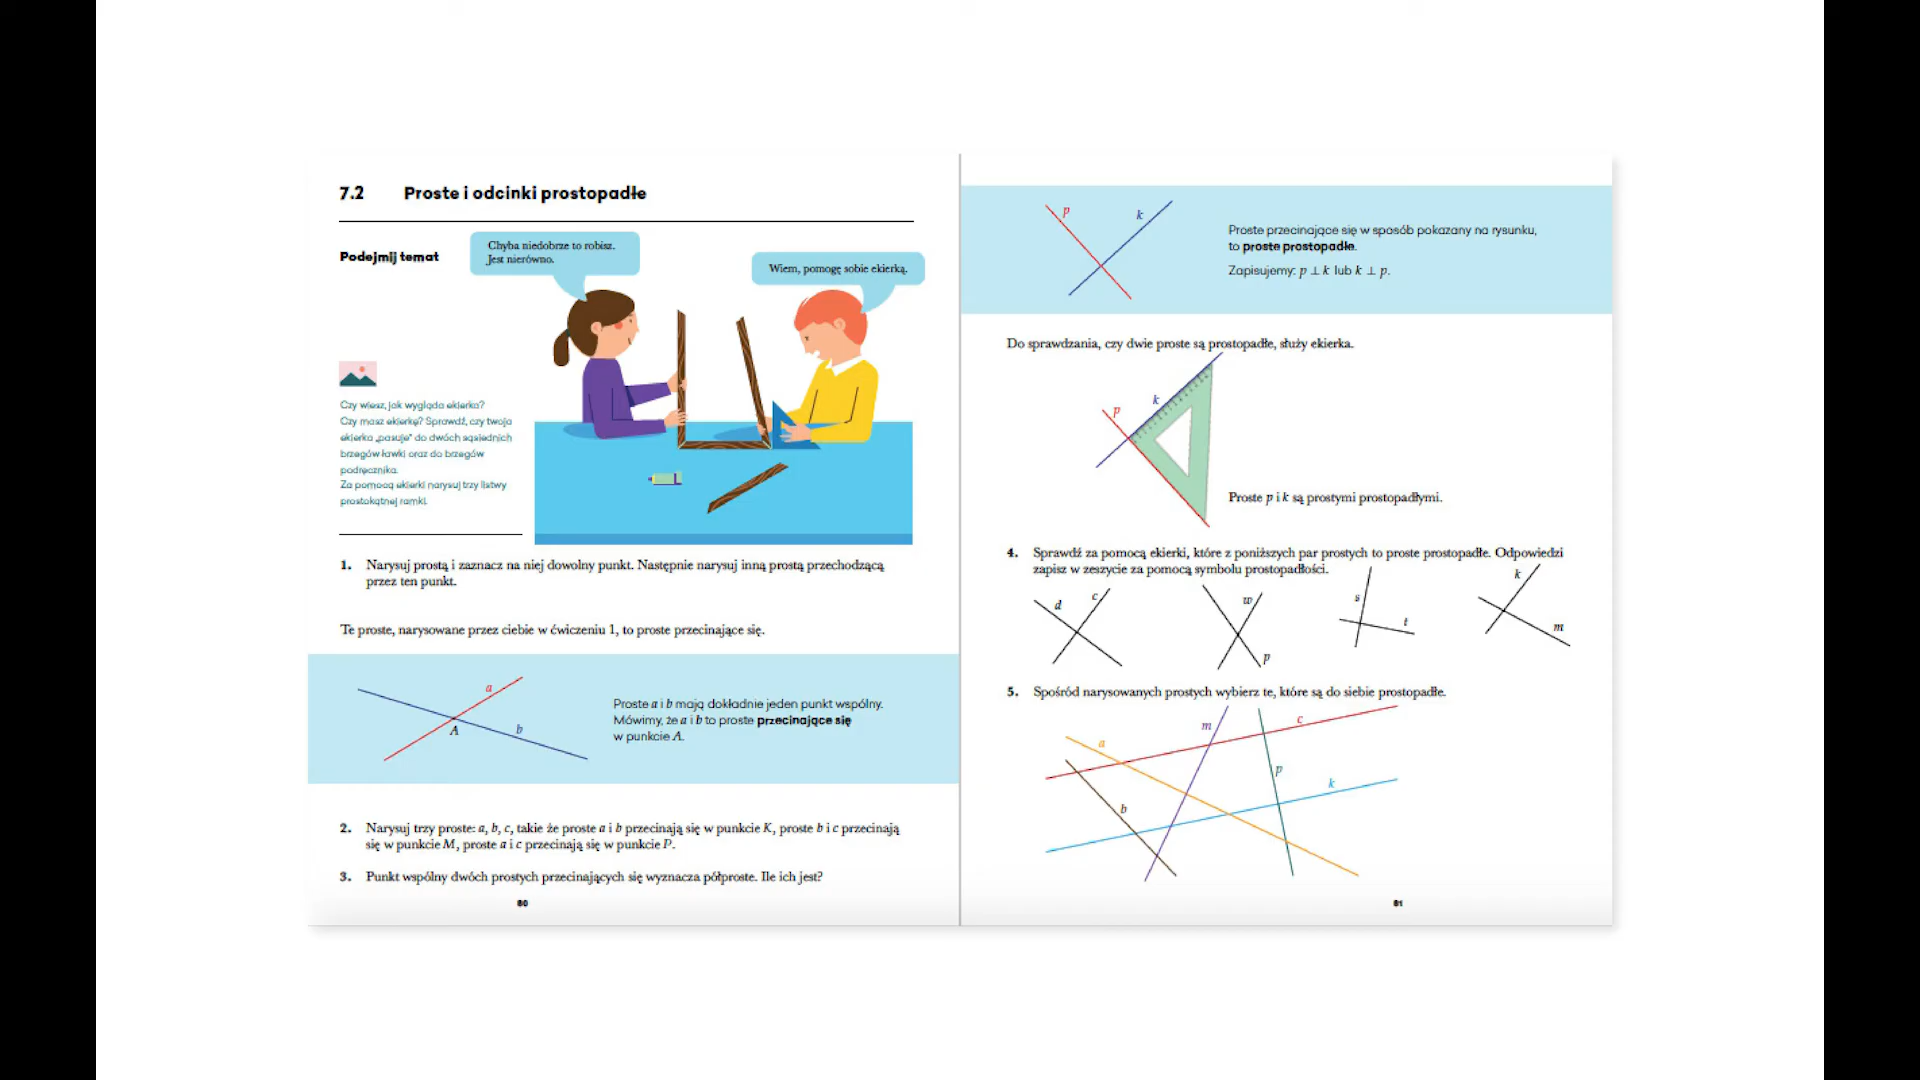 7.2 Proste i odcinki prostopadłe
Podejmij temat
Chyba niedobrze to robisz.
Jest nierówno.
Wiem, pomogę sobie ekierką.
Czy wiesz, jak wygląda ekierka?
Czy masz ekierkę? Sprawdź, czy twoja
ekierka „pasuje” do dwóch sąsiednich
brzegów ławki oraz do brzegów
podręcznika.
Za pomocą ekierki narysuj trzy listwy
prostokątnej ramki.
1. Narysuj prostą i zaznacz na niej dowolny punkt. Następnie narysuj inną prostą przechodzącą
przez ten punkt.
Te proste, narysowane przez ciebie w ćwiczeniu 1, to proste przecinające się.
a
A
b
Proste a i b mają dokładnie jeden punkt wspólny.
Mówimy, że a i b to proste przecinające się
w punkcie A.
2. Narysuj trzy proste: a, b, c, takie że proste a i b przecinają się w punkcie K, proste b i c przecinają
się w punkcie M, proste a i c przecinają się w punkcie P.
3. Punkt wspólny dwóch prostych przecinających się wyznacza półproste. Ile ich jest?
80
p k
Proste przecinające się w sposób pokazany na rysunku,
to proste prostopadłe.
Zapisujemy: p ⊥ k lub k ⊥ p.
Do sprawdzania, czy dwie proste są prostopadłe, służy ekierka.
k
p
Proste p i k są prostymi prostopadłymi.
4. Sprawdź za pomocą ekierki, które z poniższych par prostych to proste prostopadłe. Odpowiedzi
zapisz w zeszycie za pomocą symbolu prostopadłości.
d c w p s t k m
5. Spośród narysowanych prostych wybierz te, które są do siebie prostopadłe.
m c
a
p
k
b
81